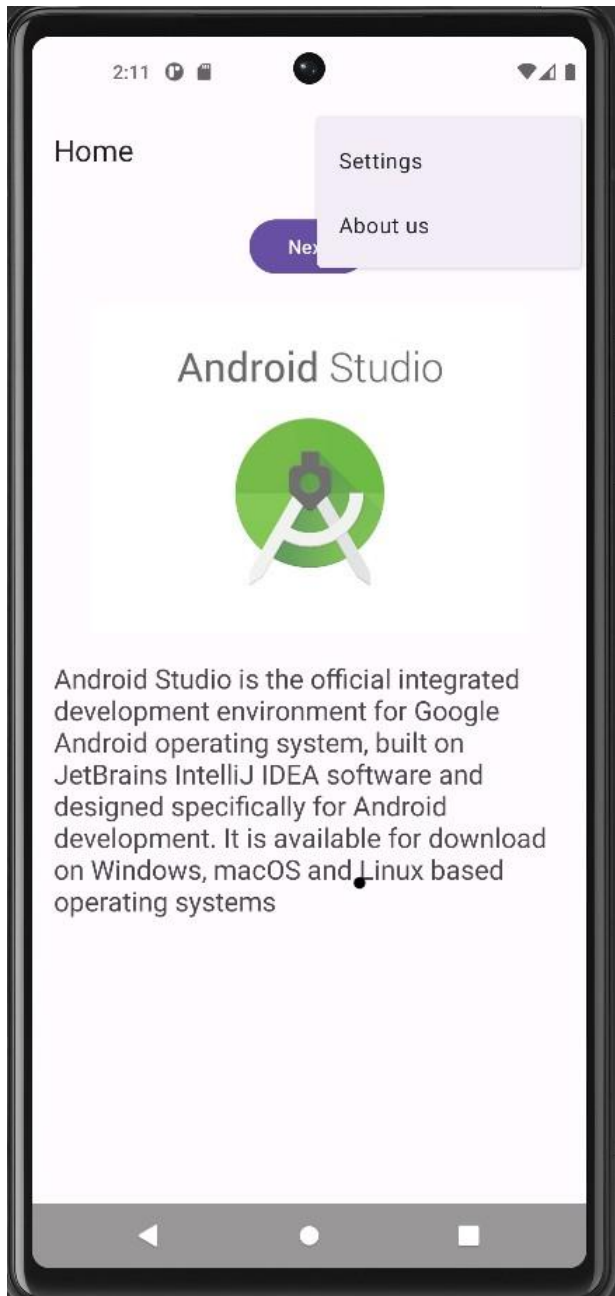 2:11
Home
Settings
About us
Android Studio
Android Studio is the official integrated
development environment for Google
Android operating system, built on
JetBrains IntelliJ IDEA software and
designed specifically for Android
development. It is available for download
on Windows, macOS and Linux based
operating systems